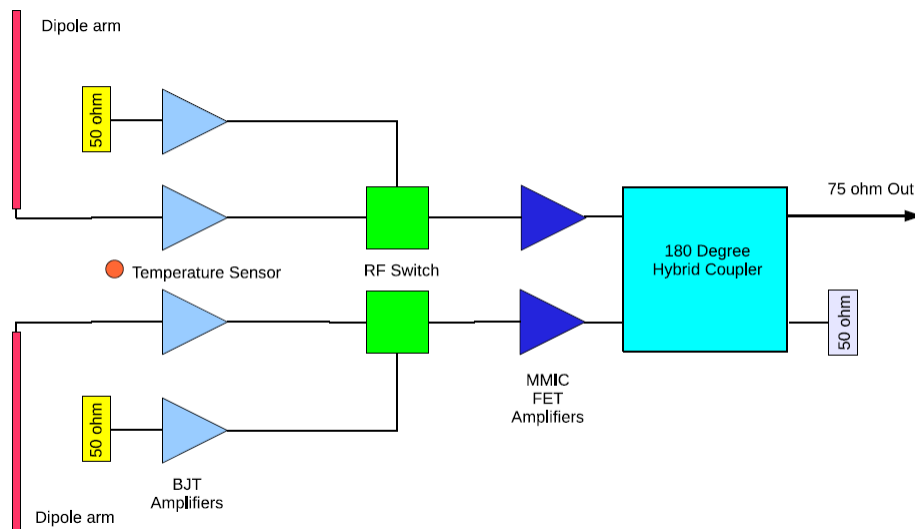 Dipole arm
50 ohm
75 ohm Out
180 Degree
Hybrid Coupler
Temperature Sensor
RF Switch
50 ohm
MMIC
FET
Amplifiers
50 ohm
BJT
Amplifiers
Dipole arm